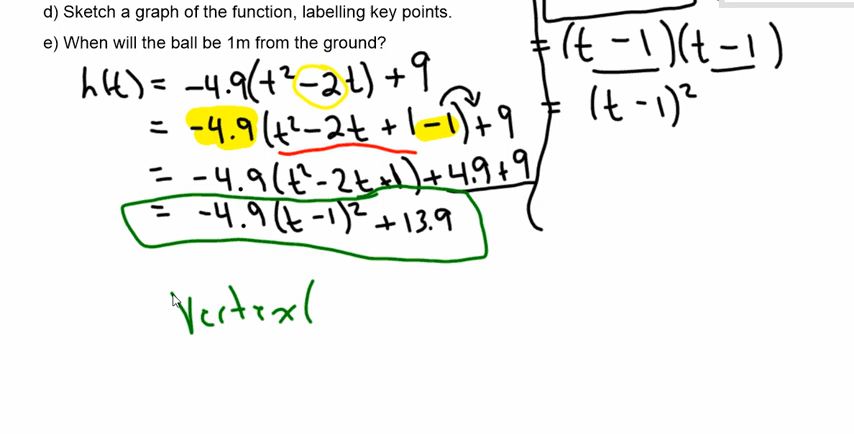 d) Sketch a graph of the function, labelling key points.
e) When will the ball be 1m from the ground?
h(t) = -4.9(t² -2t) + 9
= -4.9 (t² - 2t + 1 - 1) + 9
= -4.9 (t² - 2t + 1) + 4.9 + 9
= -4.9 (t - 1)² + 13.9
Vertex (
= (t - 1)(t - 1)
= (t - 1)²